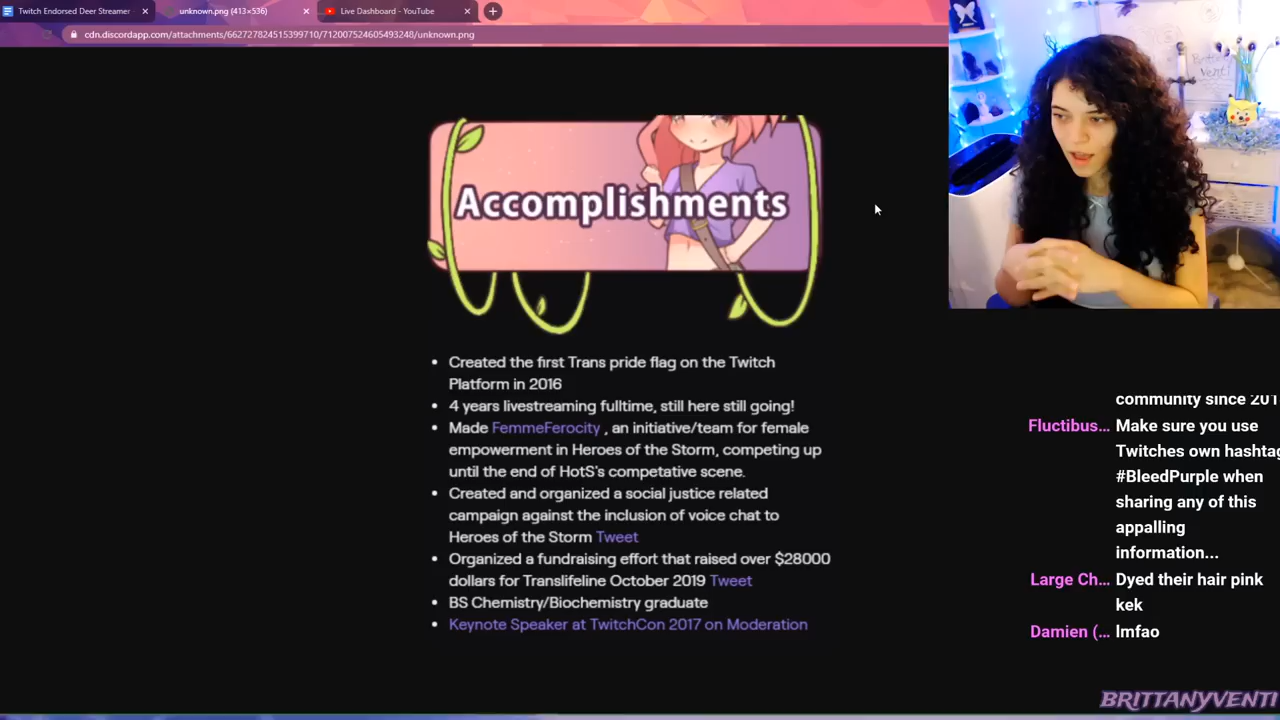 Twitch Endorsed Deer Streamer
unknown.png (413×536)
Live Dashboard - YouTube
cdn.discordapp.com/attachments/662727824515399710/712007524605493248/unknown.png
Accomplishments
• Created the first Trans pride flag on the Twitch
Platform in 2016
• 4 years livestreaming fulltime, still here still going!
• Made FemmeFerocity , an initiative/team for female
empowerment in Heroes of the Storm, competing up
until the end of HotS's competative scene.
• Created and organized a social justice related
campaign against the inclusion of voice chat to
Heroes of the Storm Tweet
• Organized a fundraising effort that raised over $28000
dollars for Translifeline October 2019 Tweet
• BS Chemistry/Biochemistry graduate
• Keynote Speaker at TwitchCon 2017 on Moderation
community since 201
Fluctibus... Make sure you use
Twitches own hashtag
#BleedPurple when
sharing any of this
appalling
information...
Large Ch... Dyed their hair pink
kek
Damien (... lmfao
BRITTANYVENTI